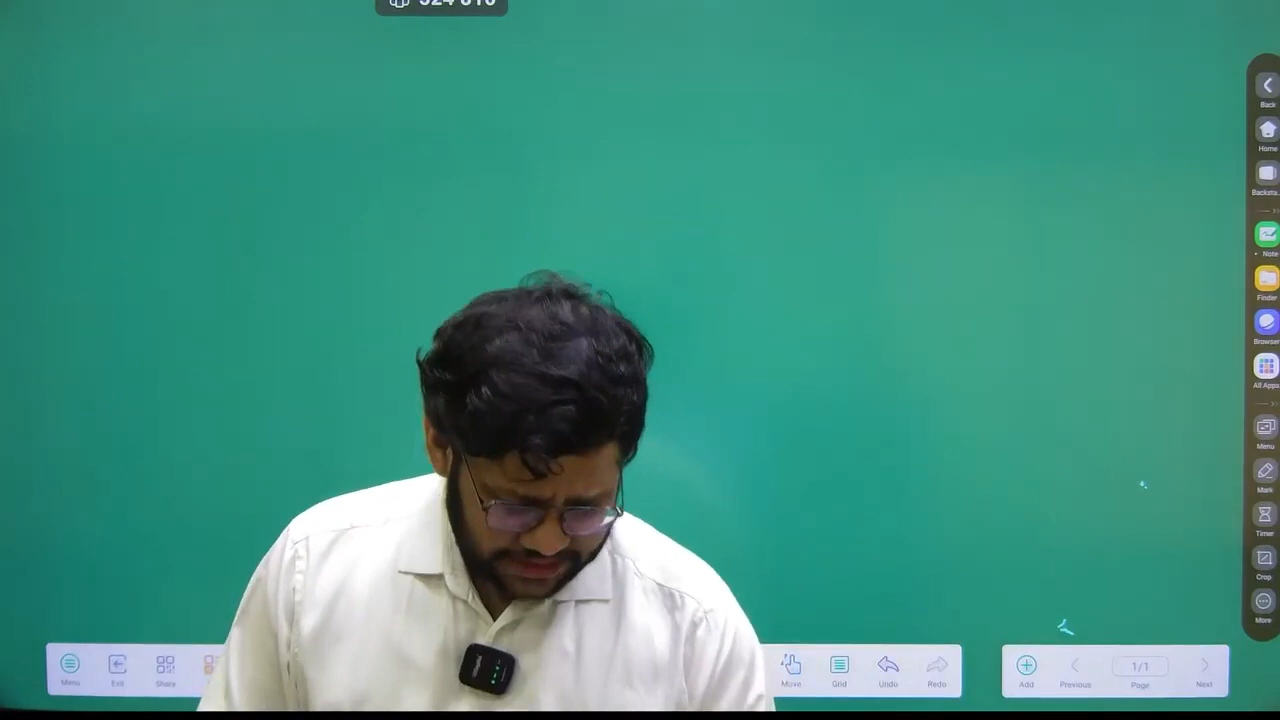 Back
Home
Note
Finder
Browser
All Apps
Menu
Mark
Timer
Crop
More
Menu
Exit
Share
Move
Grid
Undo
Redo
Add
Previous
1/1
Page
Next